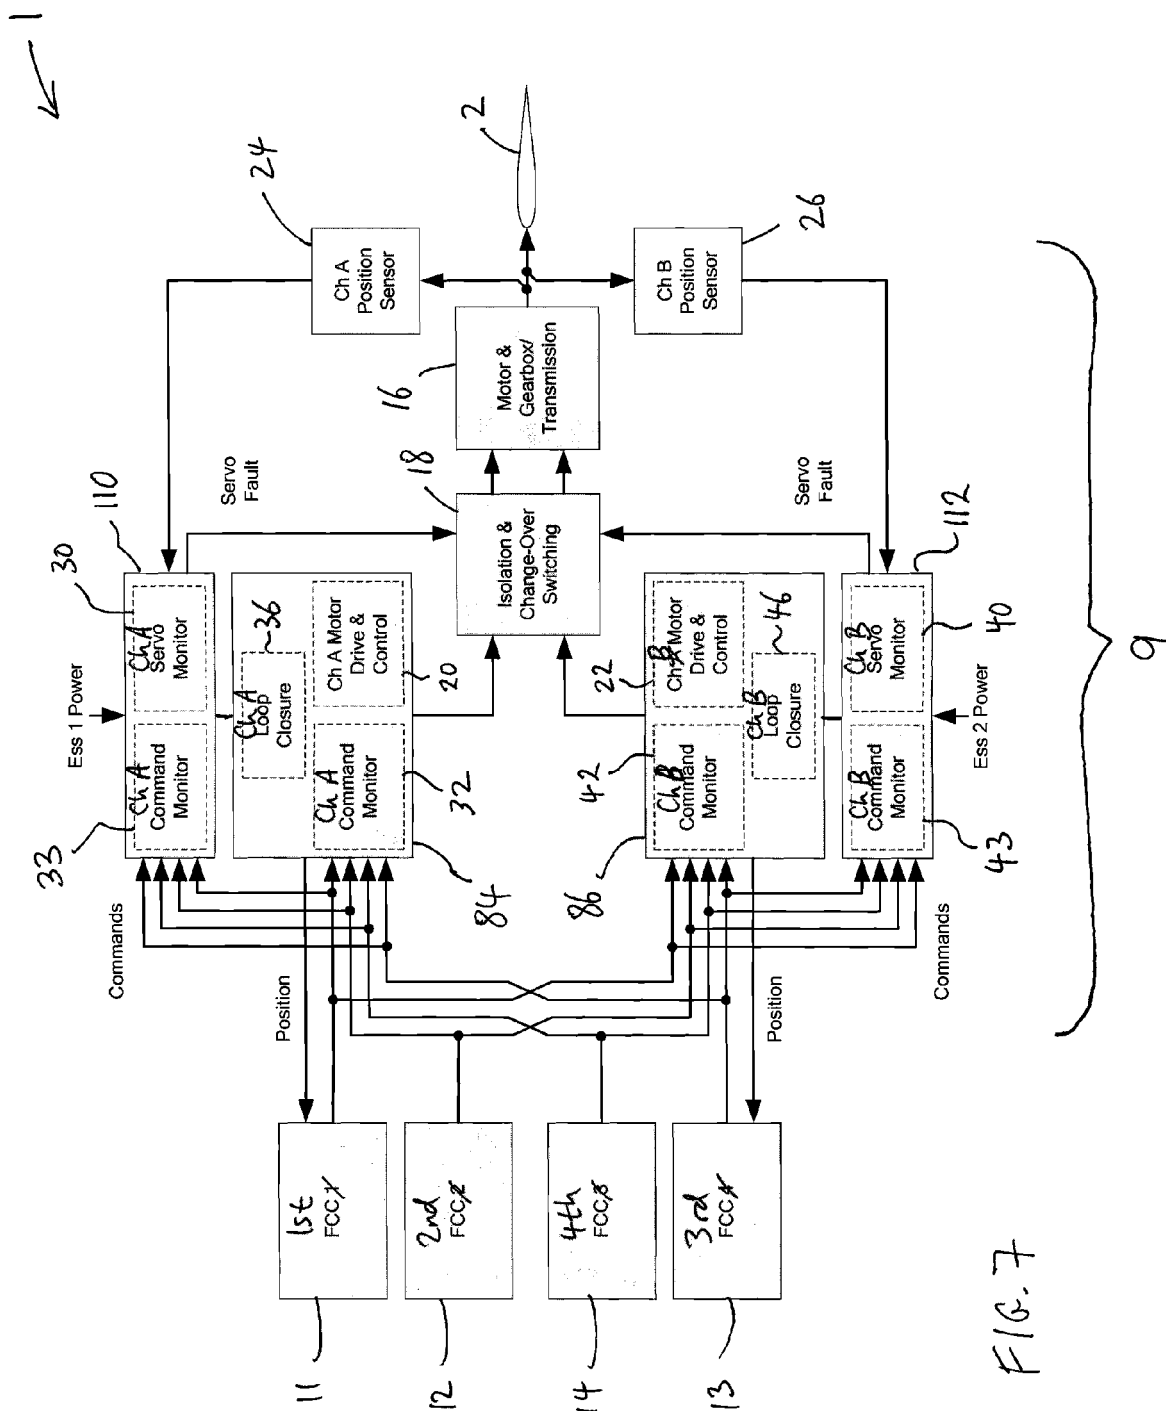 1
24
Ch A
Position
Sensor
2
Ch B
Position
Sensor
26
16
Motor &
Gearbox/
Transmission
18
Isolation &
Change-Over
Switching
Servo
Fault
Servo
Fault
110
30
Ch A
Servo
Monitor
Ess 1 Power
33
Ch A
Command
Monitor
36
Ch A
Loop
Closure
Ch A Motor
Drive &
Control
20
Ch A
Command
Monitor
32
84
22
Ch B Motor
Drive &
Control
46
Ch B
Loop
Closure
42
Ch B
Command
Monitor
86
112
Ch B
Servo
Monitor
40
Ess 2 Power
Ch B
Command
Monitor
43
Commands
Position
Position
Commands
1st
FCC1
11
2nd
FCC2
12
4th
FCC3
14
3rd
FCC4
13
9
FIG. 7